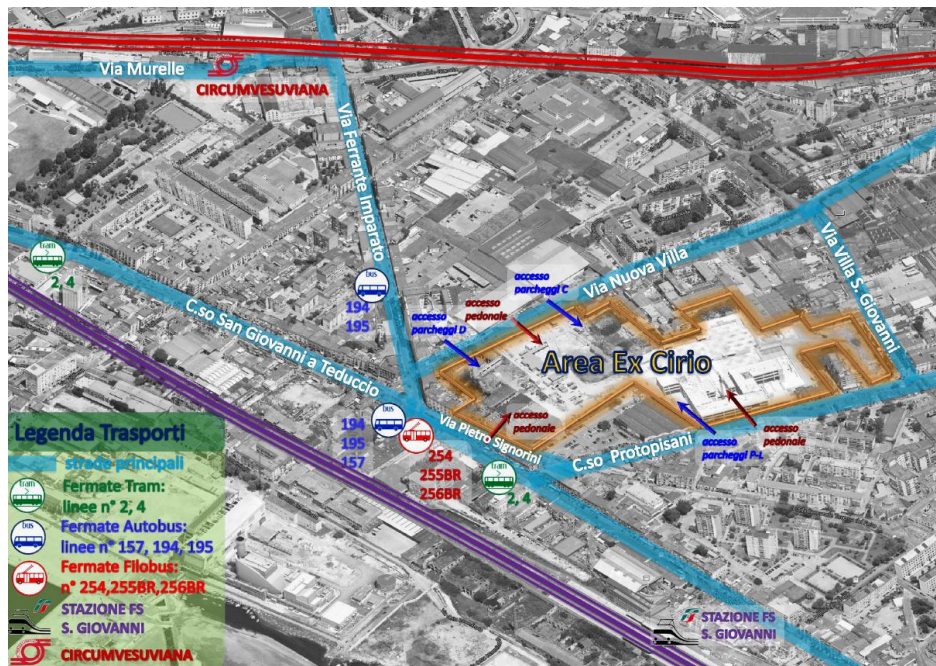 Via Murelle
CIRCUMVESUVIANA
Via Ferrante Imparato
tram
2, 4
C.so San Giovanni a Teduccio
bus
194
195
Via Nuova Villa
Via Villa S. Giovanni
accesso
parcheggi C
accesso
pedonale
accesso
parcheggi D
Area Ex Cirio
accesso
pedonale
accesso
parcheggi P-L
accesso
pedonale
bus
194
195
157
254
255BR
256BR
Via Pietro Signorini
tram
2, 4
C.so Protopisani
Legenda Trasporti
strade principali
tram
Fermate Tram:
linee n° 2, 4
bus
Fermate Autobus:
linee n° 157, 194, 195
Fermate Filobus:
n° 254,255BR,256BR
STAZIONE FS
S. GIOVANNI
CIRCUMVESUVIANA
STAZIONE FS
S. GIOVANNI